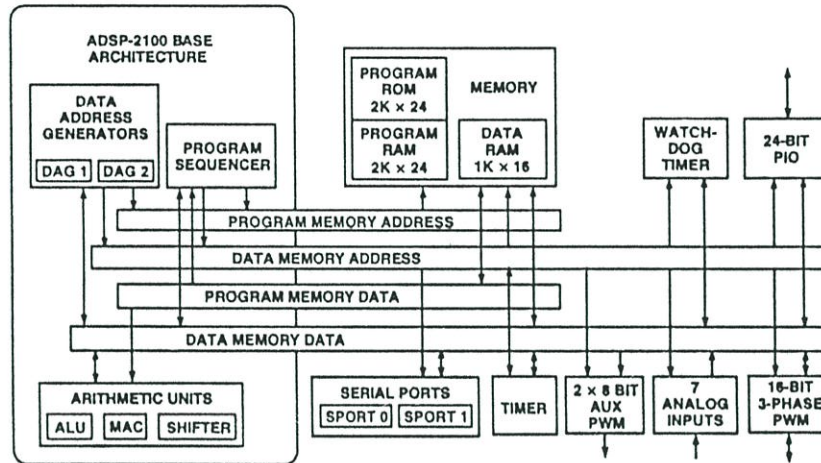 ADSP-2100 BASE
ARCHITECTURE
DATA
ADDRESS
GENERATORS
DAG 1
DAG 2
PROGRAM
SEQUENCER
PROGRAM
ROM
2K × 24
PROGRAM
RAM
2K × 24
MEMORY
DATA
RAM
1K × 16
WATCH-
DOG
TIMER
24-BIT
PIO
PROGRAM MEMORY ADDRESS
DATA MEMORY ADDRESS
PROGRAM MEMORY DATA
DATA MEMORY DATA
ARITHMETIC UNITS
ALU
MAC
SHIFTER
SERIAL PORTS
SPORT 0
SPORT 1
TIMER
2 × 8 BIT
AUX
PWM
7
ANALOG
INPUTS
16-BIT
3-PHASE
PWM